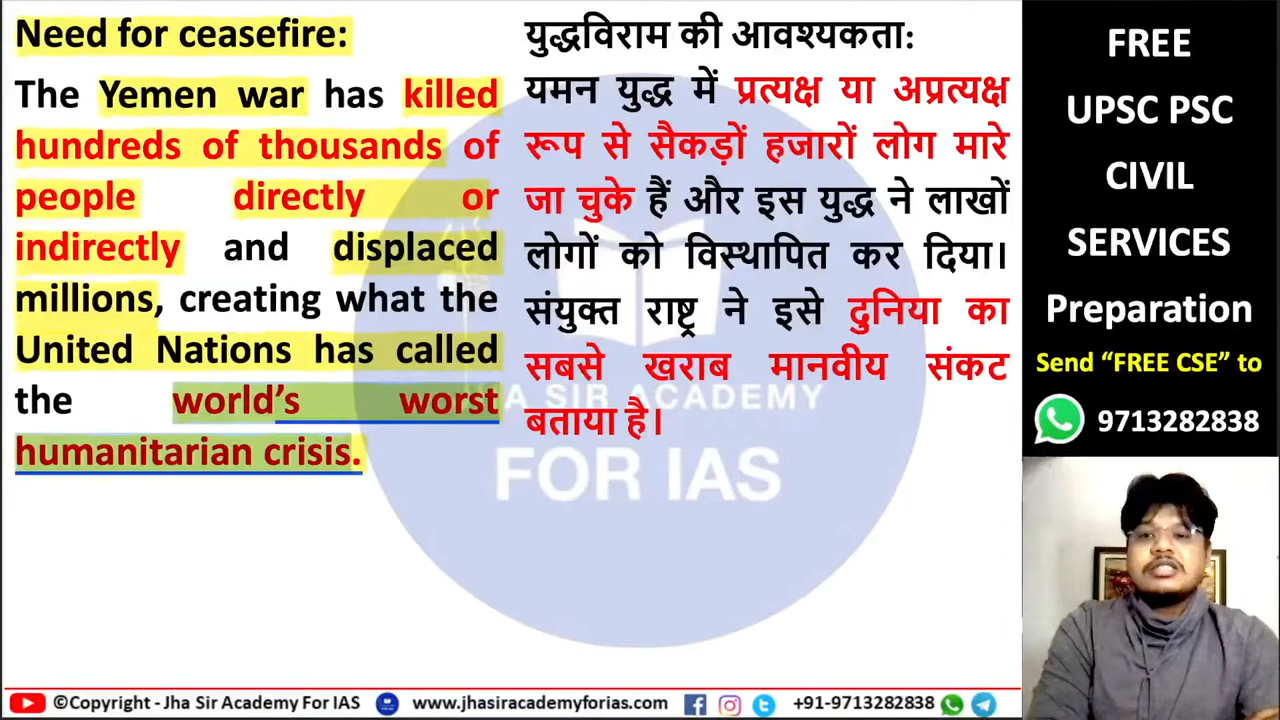 Need for ceasefire:
The Yemen war has killed
hundreds of thousands of
people directly or
indirectly and displaced
millions, creating what the
United Nations has called
the world's worst
humanitarian crisis.
युद्धविराम की आवश्यकता:
यमन युद्ध में प्रत्यक्ष या अप्रत्यक्ष
रूप से सैकड़ों हजारों लोग मारे
जा चुके हैं और इस युद्ध ने लाखों
लोगों को विस्थापित कर दिया।
संयुक्त राष्ट्र ने इसे दुनिया का
सबसे खराब मानवीय संकट
बताया है।
JHA SIR ACADEMY
FOR IAS
FREE
UPSC PSC
CIVIL
SERVICES
Preparation
Send “FREE CSE” to
9713282838
©Copyright - Jha Sir Academy For IAS www.jhasiracademyforias.com +91-9713282838